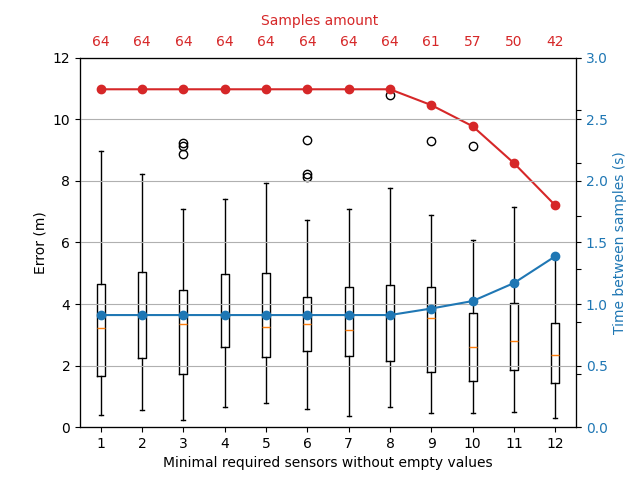 Samples amount
64 64 64 64 64 64 64 64 61 57 50 42
12 3.0
10 2.5
8 2.0
6 1.5
4 1.0
2 0.5
0 0.0
Error (m)
Time between samples (s)
1 2 3 4 5 6 7 8 9 10 11 12
Minimal required sensors without empty values